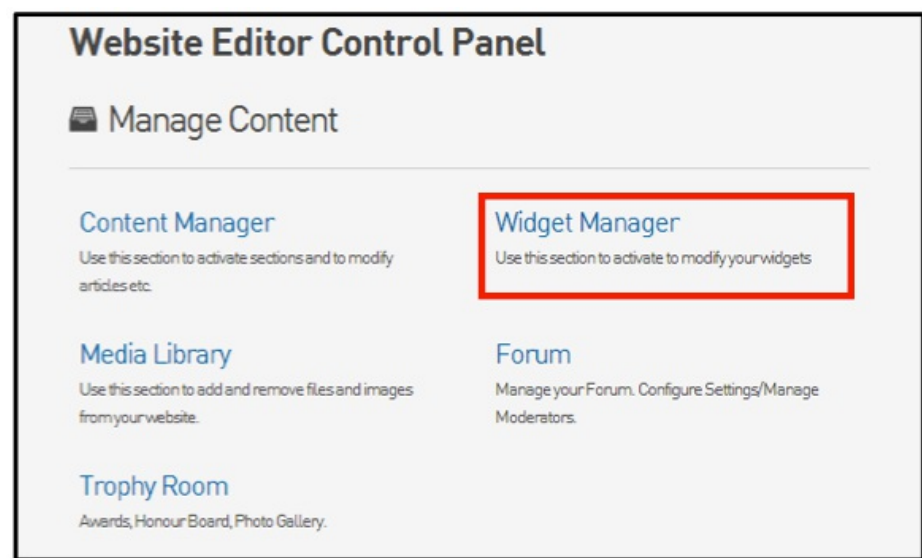 Website Editor Control Panel
Manage Content
Content Manager
Use this section to activate sections and to modify
articles etc.
Widget Manager
Use this section to activate to modify your widgets
Media Library
Use this section to add and remove files and images
from your website.
Forum
Manage your Forum. Configure Settings/Manage
Moderators.
Trophy Room
Awards, Honour Board, Photo Gallery.